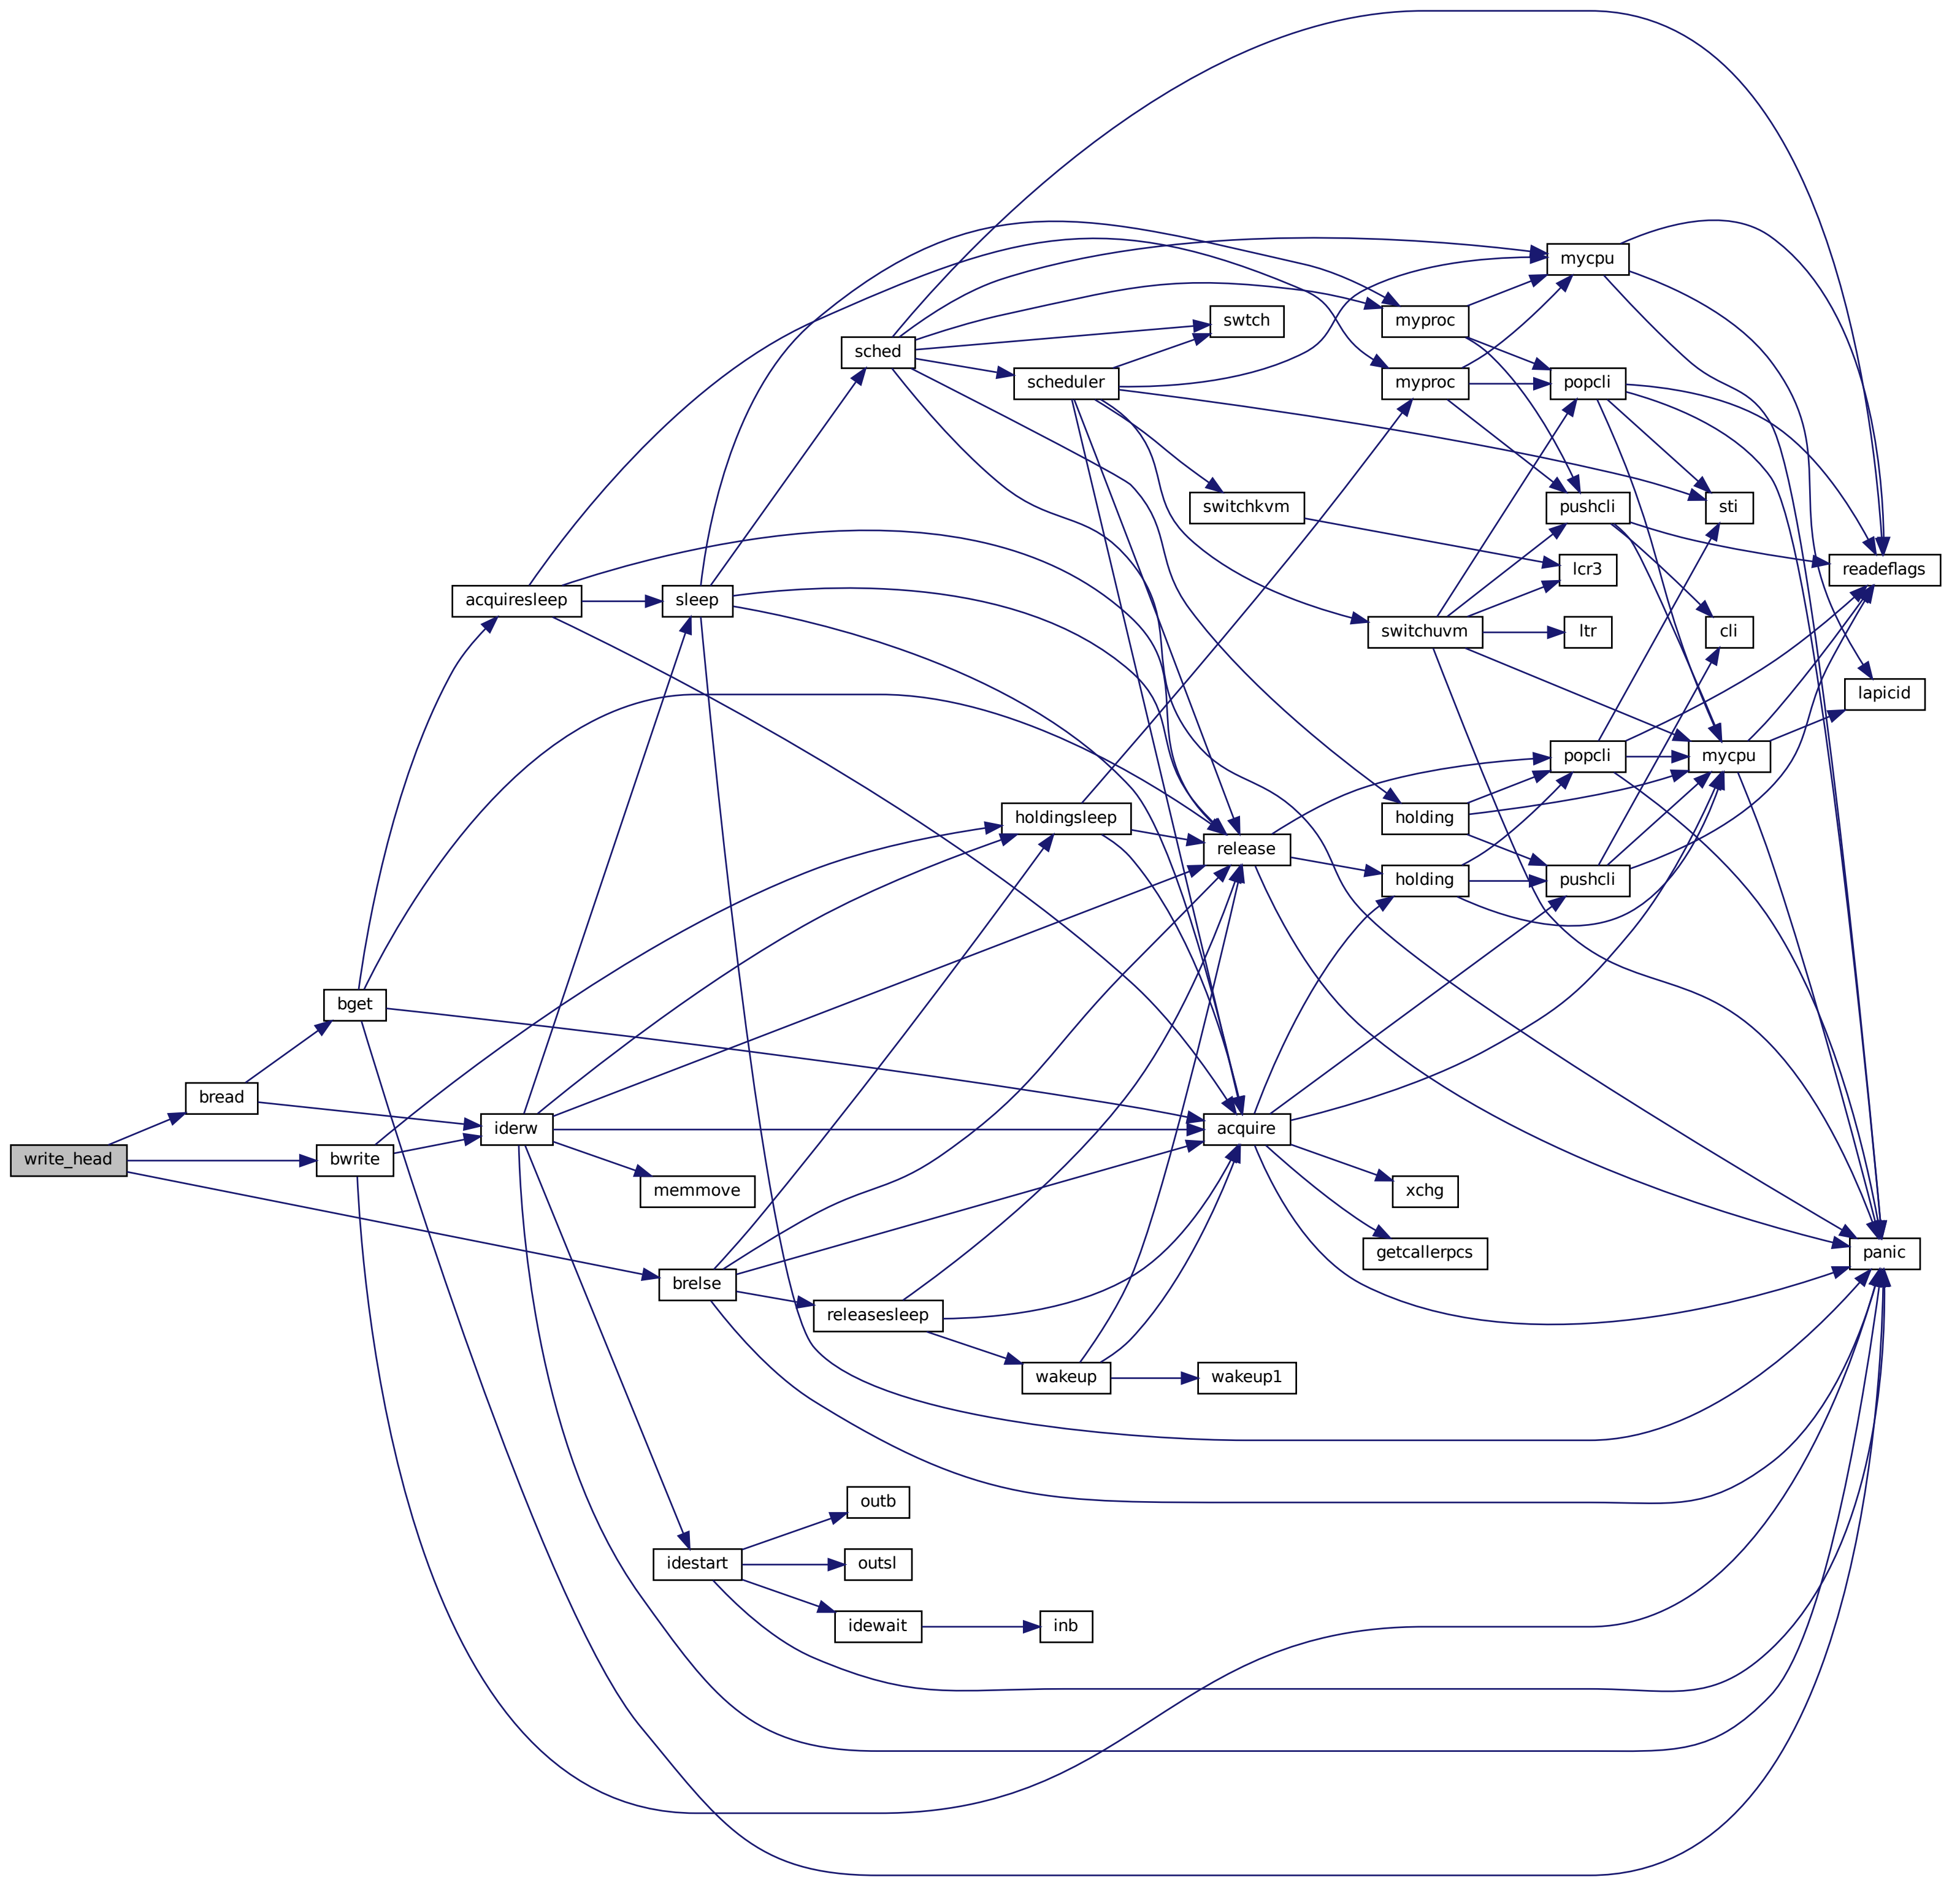 mycpu
swtch
myproc
sched
scheduler
myproc
popcli
switchkvm
pushcli
sti
lcr3
readeflags
acquiresleep
sleep
switchuvm
ltr
cli
lapicid
popcli
mycpu
holdingsleep
release
holding
holding
pushcli
bget
bread
iderw
acquire
write_head
bwrite
memmove
xchg
getcallerpcs
panic
brelse
releasesleep
wakeup
wakeup1
outb
idestart
outsl
idewait
inb